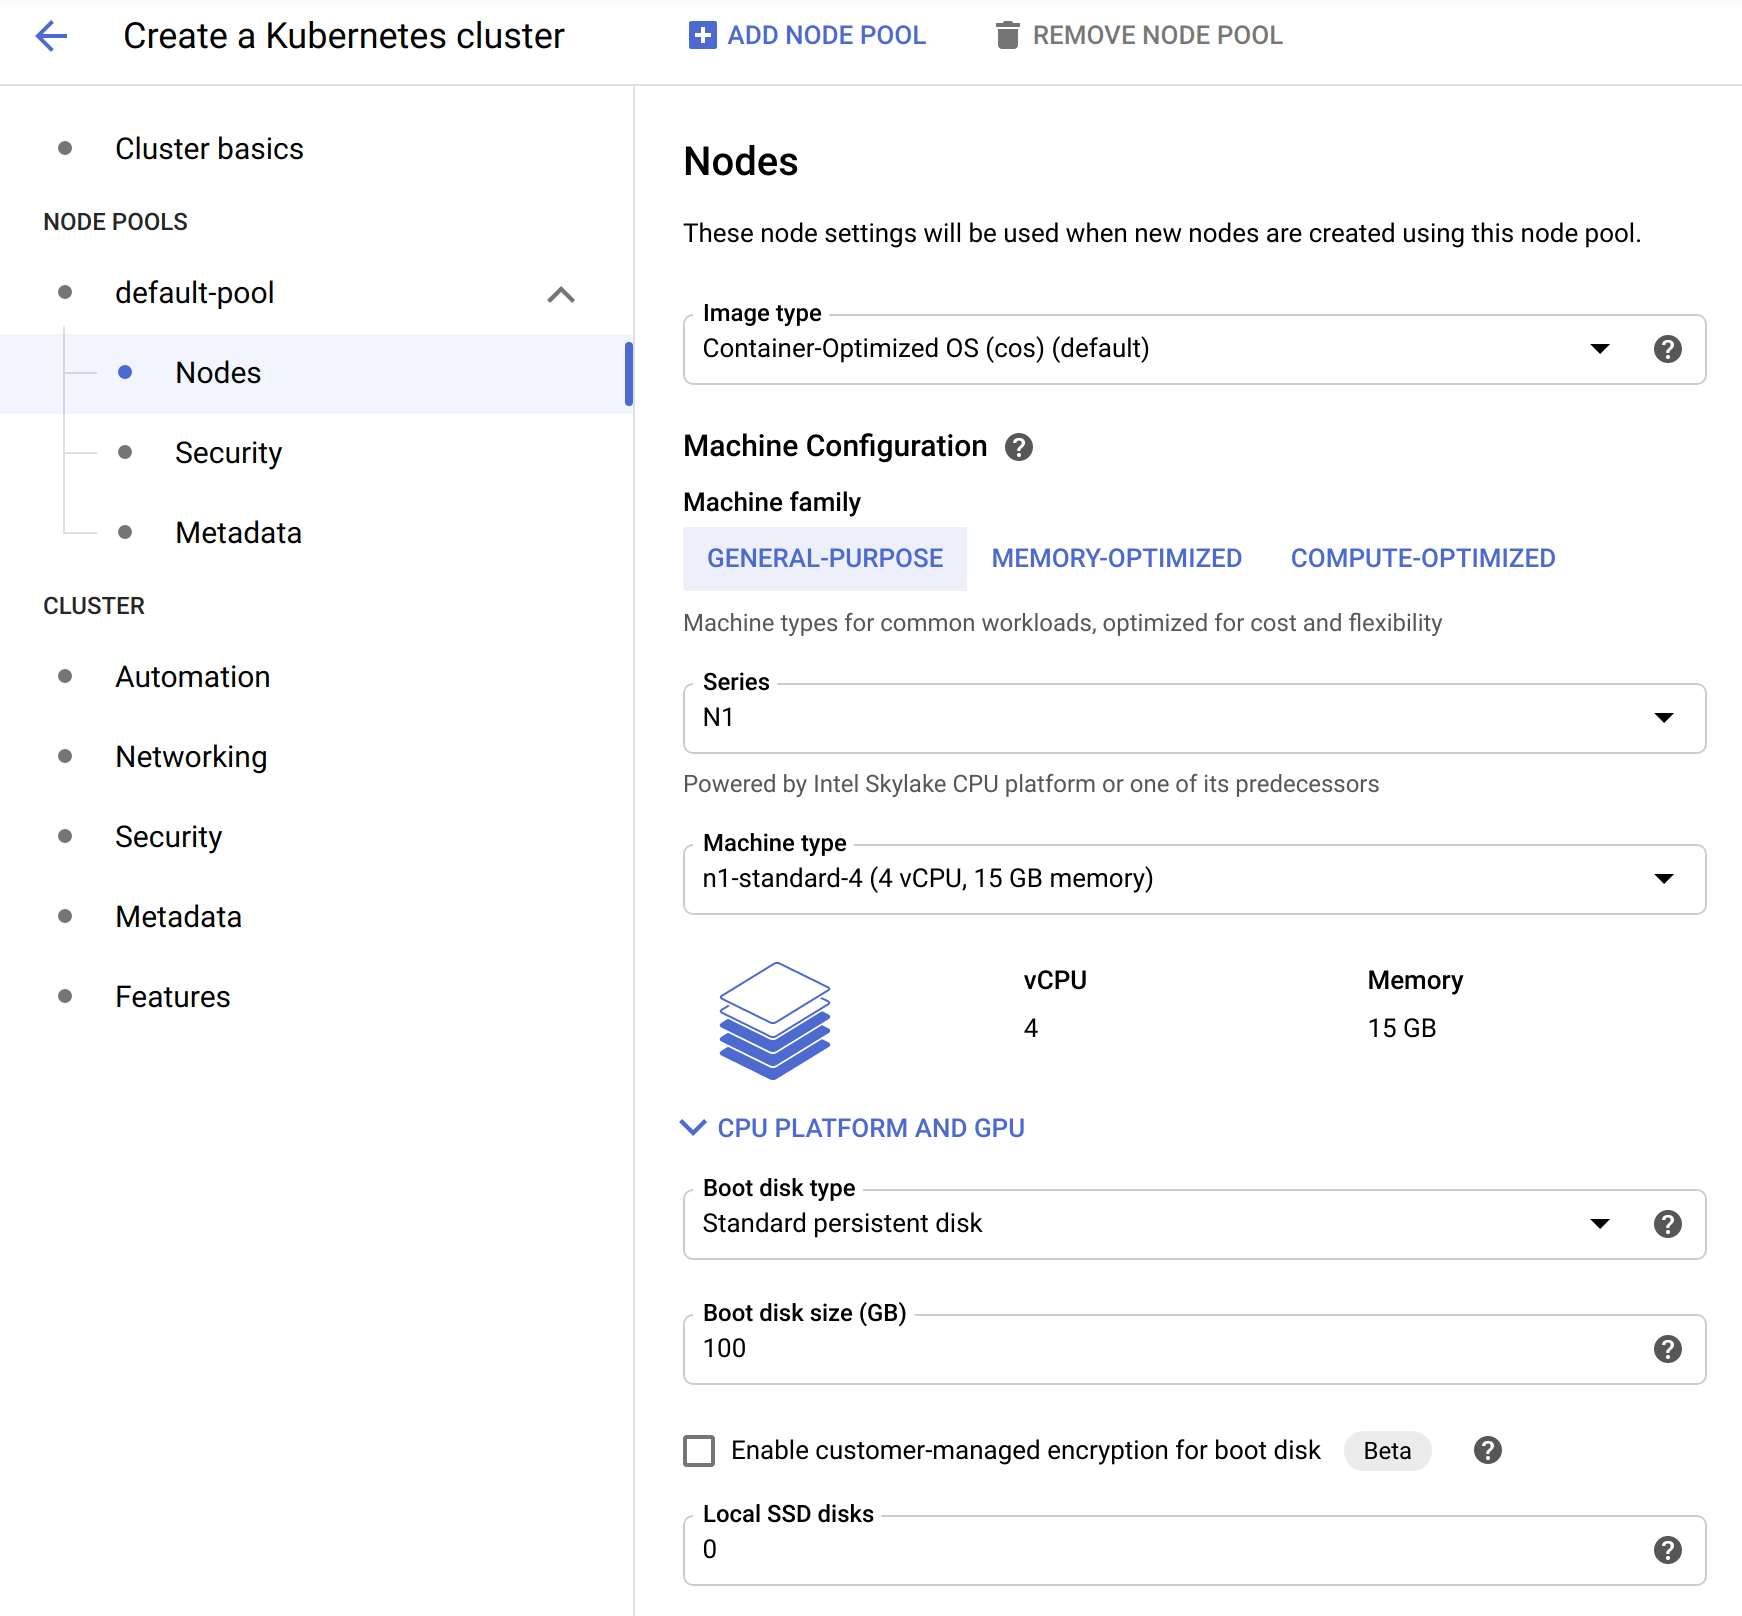 Create a Kubernetes cluster
ADD NODE POOL
REMOVE NODE POOL
Cluster basics
NODE POOLS
default-pool
Nodes
Security
Metadata
CLUSTER
Automation
Networking
Security
Metadata
Features
Nodes
These node settings will be used when new nodes are created using this node pool.
Image type
Container-Optimized OS (cos) (default)
Machine Configuration
Machine family
GENERAL-PURPOSE
MEMORY-OPTIMIZED
COMPUTE-OPTIMIZED
Machine types for common workloads, optimized for cost and flexibility
Series
N1
Powered by Intel Skylake CPU platform or one of its predecessors
Machine type
n1-standard-4 (4 vCPU, 15 GB memory)
vCPU
4
Memory
15 GB
CPU PLATFORM AND GPU
Boot disk type
Standard persistent disk
Boot disk size (GB)
100
Enable customer-managed encryption for boot disk
Beta
Local SSD disks
0